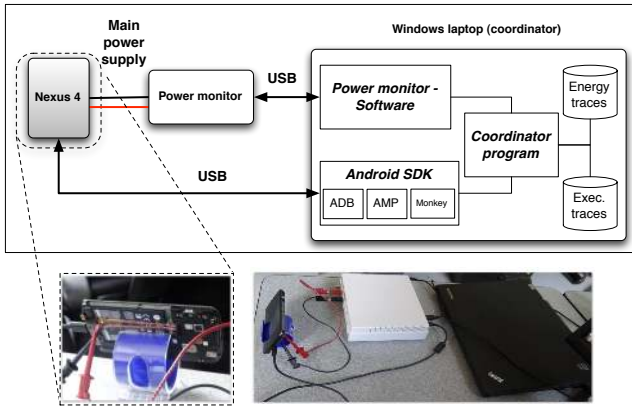 Main
power
supply
Windows laptop (coordinator)
Nexus 4
Power monitor
USB
Power monitor -
Software
Energy
traces
Coordinator
program
USB
Android SDK
ADB
AMP
Monkey
Exec.
traces